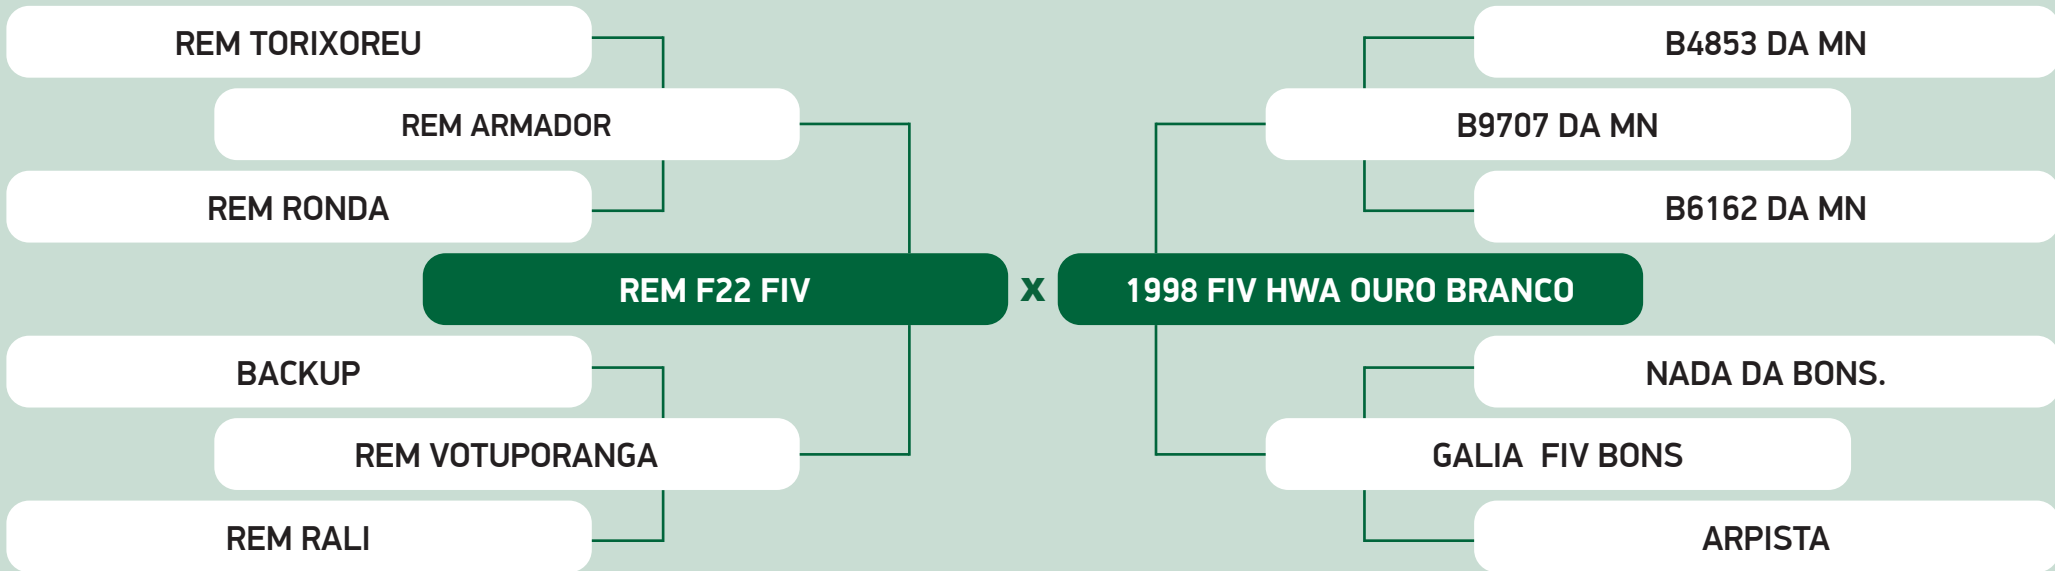 REM TORIXOREU
B4853 DA MN
REM ARMADOR
B9707 DA MN
REM RONDA
B6162 DA MN
REM F22 FIV
X
1998 FIV HWA OURO BRANCO
BACKUP
NADA DA BONS.
REM VOTUPORANGA
GALIA FIV BONS
REM RALI
ARPISTA